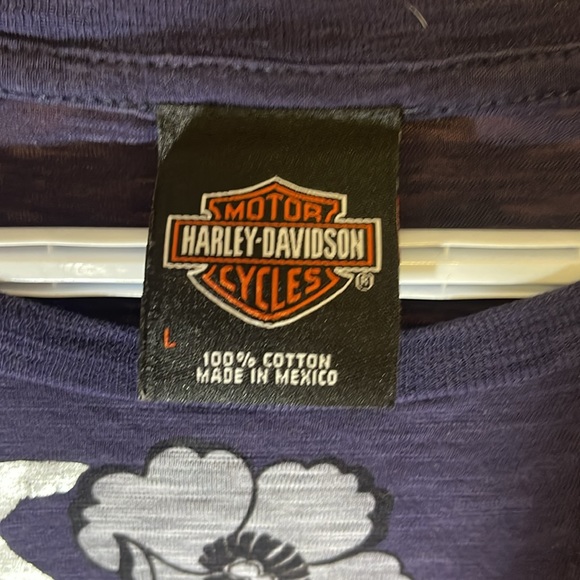 MOTOR
HARLEY-DAVIDSON
CYCLES
®
L
100% COTTON
MADE IN MEXICO